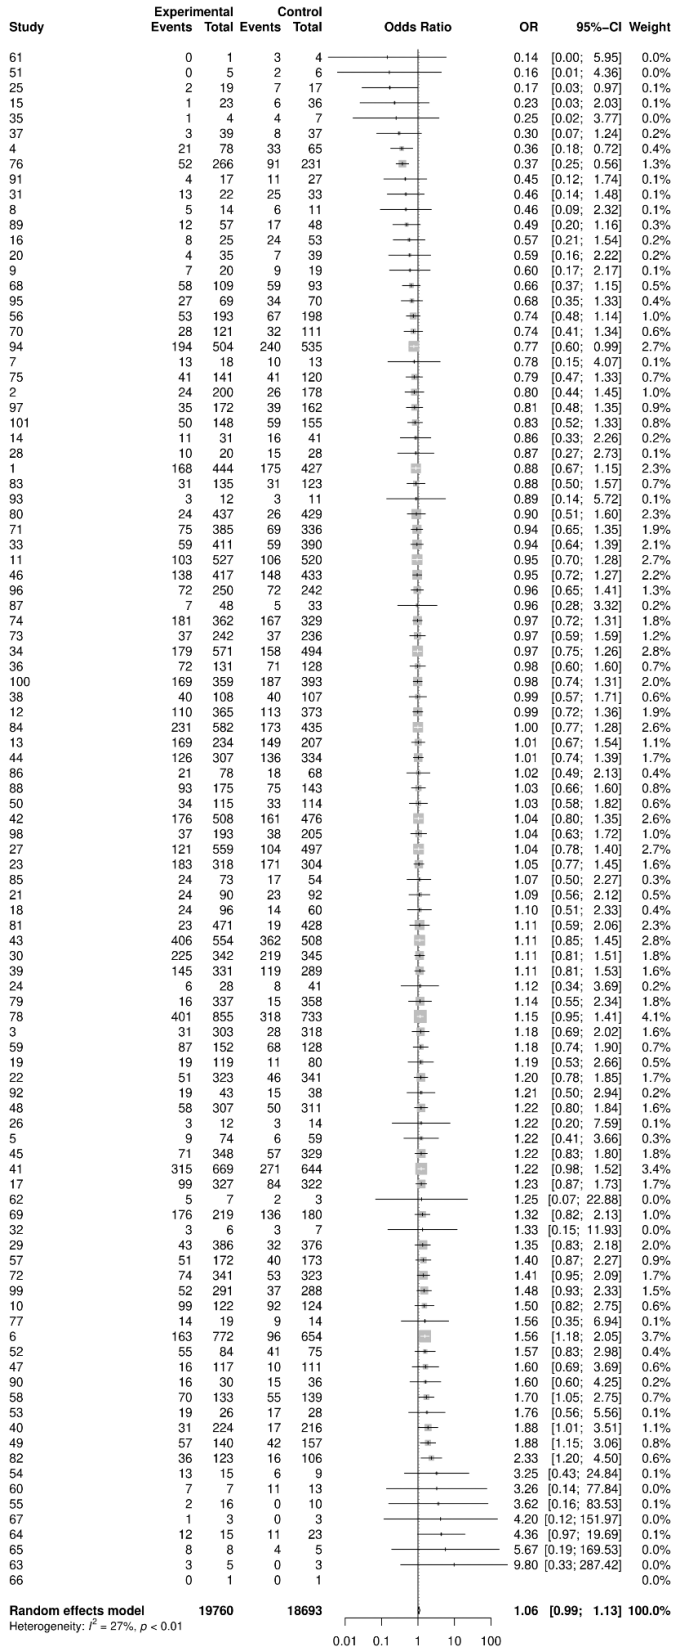 Experimental Control
Study Events Total Events Total Odds Ratio OR 95%−CI Weight
61 0 1 3 4 0.14 [0.00; 5.95] 0.0%
51 0 5 2 6 0.16 [0.01; 4.36] 0.0%
25 2 19 7 17 0.17 [0.03; 0.97] 0.1%
15 1 23 6 36 0.23 [0.03; 2.03] 0.1%
35 1 4 4 7 0.25 [0.02; 3.77] 0.0%
37 3 39 8 37 0.30 [0.07; 1.24] 0.2%
4 21 78 33 65 0.36 [0.18; 0.72] 0.4%
76 52 266 91 231 0.37 [0.25; 0.56] 1.3%
91 4 17 11 27 0.45 [0.12; 1.74] 0.1%
31 13 22 25 33 0.46 [0.14; 1.48] 0.1%
8 5 14 6 11 0.46 [0.09; 2.32] 0.1%
89 12 57 17 48 0.49 [0.20; 1.16] 0.3%
16 8 25 24 53 0.57 [0.21; 1.54] 0.2%
20 4 35 7 39 0.59 [0.16; 2.22] 0.2%
9 7 20 9 19 0.60 [0.17; 2.17] 0.1%
68 58 109 59 93 0.66 [0.37; 1.15] 0.5%
95 27 69 34 70 0.68 [0.35; 1.33] 0.4%
56 53 193 67 198 0.74 [0.48; 1.14] 1.0%
70 28 121 32 111 0.74 [0.41; 1.34] 0.6%
94 194 504 240 535 0.77 [0.60; 0.99] 2.7%
7 13 18 10 13 0.78 [0.15; 4.07] 0.1%
75 41 141 41 120 0.79 [0.47; 1.33] 0.7%
2 24 200 26 178 0.80 [0.44; 1.45] 1.0%
97 35 172 39 162 0.81 [0.48; 1.35] 0.9%
101 50 148 59 155 0.83 [0.52; 1.33] 0.8%
14 11 31 16 41 0.86 [0.33; 2.26] 0.2%
28 10 20 15 28 0.87 [0.27; 2.73] 0.1%
1 168 444 175 427 0.88 [0.67; 1.15] 2.3%
83 31 135 31 123 0.88 [0.50; 1.57] 0.7%
93 3 12 3 11 0.89 [0.14; 5.72] 0.1%
80 24 437 26 429 0.90 [0.51; 1.60] 2.3%
71 75 385 69 336 0.94 [0.65; 1.35] 1.9%
33 59 411 59 390 0.94 [0.64; 1.39] 2.1%
11 103 527 106 520 0.95 [0.70; 1.28] 2.7%
46 138 417 148 433 0.95 [0.72; 1.27] 2.2%
96 72 250 72 242 0.96 [0.65; 1.41] 1.3%
87 7 48 5 33 0.96 [0.28; 3.32] 0.2%
74 181 362 167 329 0.97 [0.72; 1.31] 1.8%
73 37 242 37 236 0.97 [0.59; 1.59] 1.2%
34 179 571 158 494 0.97 [0.75; 1.26] 2.8%
36 72 131 71 128 0.98 [0.60; 1.60] 0.7%
100 169 359 187 393 0.98 [0.74; 1.31] 2.0%
38 40 108 40 107 0.99 [0.57; 1.71] 0.6%
12 110 365 113 373 0.99 [0.72; 1.36] 1.9%
84 231 582 173 435 1.00 [0.77; 1.28] 2.6%
13 169 234 149 207 1.01 [0.67; 1.54] 1.1%
44 126 307 136 334 1.01 [0.74; 1.39] 1.6%
86 21 78 18 68 1.02 [0.49; 2.13] 0.4%
88 93 175 75 143 1.03 [0.66; 1.60] 0.8%
50 34 115 33 114 1.03 [0.58; 1.82] 0.6%
42 176 508 161 476 1.04 [0.80; 1.35] 2.6%
98 37 193 38 205 1.04 [0.63; 1.72] 1.0%
27 121 559 104 497 1.04 [0.78; 1.40] 2.8%
23 183 318 171 304 1.05 [0.77; 1.45] 1.6%
85 24 73 17 54 1.07 [0.50; 2.27] 0.3%
21 24 90 23 92 1.09 [0.56; 2.12] 0.5%
18 24 96 14 60 1.10 [0.51; 2.33] 0.4%
81 23 471 19 428 1.11 [0.59; 2.06] 2.3%
43 406 554 362 508 1.11 [0.85; 1.45] 2.8%
30 225 342 219 345 1.11 [0.81; 1.51] 1.8%
39 145 331 119 289 1.11 [0.81; 1.53] 1.6%
24 6 28 8 41 1.12 [0.34; 3.69] 0.2%
79 16 337 15 358 1.14 [0.55; 2.34] 1.8%
78 401 855 318 733 1.15 [0.95; 1.41] 4.1%
3 31 303 28 318 1.18 [0.69; 2.02] 1.6%
59 87 152 68 128 1.18 [0.74; 1.90] 0.7%
19 19 119 11 80 1.19 [0.53; 2.66] 0.5%
22 51 323 46 341 1.20 [0.78; 1.85] 1.7%
92 19 43 15 38 1.21 [0.50; 2.94] 0.2%
48 58 307 50 311 1.22 [0.80; 1.84] 1.6%
26 3 12 3 14 1.22 [0.20; 7.59] 0.1%
5 9 74 6 59 1.22 [0.41; 3.66] 0.3%
45 71 348 57 329 1.22 [0.83; 1.80] 1.8%
41 315 669 271 644 1.22 [0.98; 1.52] 3.4%
17 99 327 84 322 1.23 [0.87; 1.73] 1.7%
62 5 7 2 3 1.25 [0.07; 22.88] 0.0%
69 176 219 136 180 1.32 [0.82; 2.13] 1.0%
32 3 6 3 7 1.33 [0.15; 11.93] 0.0%
29 43 386 32 376 1.35 [0.83; 2.18] 2.0%
57 51 172 40 173 1.40 [0.87; 2.27] 0.9%
72 74 341 53 323 1.41 [0.95; 2.09] 1.7%
99 52 291 37 288 1.48 [0.93; 2.33] 1.5%
10 99 122 92 124 1.50 [0.82; 2.75] 0.6%
77 14 19 9 14 1.56 [0.35; 6.94] 0.1%
6 163 772 96 654 1.56 [1.18; 2.05] 3.7%
52 55 84 41 75 1.57 [0.83; 2.98] 0.4%
47 16 117 10 111 1.60 [0.69; 3.69] 0.6%
90 16 30 15 36 1.60 [0.60; 4.25] 0.2%
58 70 133 55 139 1.70 [1.05; 2.75] 0.7%
53 19 26 17 28 1.76 [0.56; 5.56] 0.1%
40 31 224 17 216 1.88 [1.01; 3.51] 1.1%
49 57 140 42 157 1.88 [1.15; 3.06] 0.8%
82 36 123 16 106 2.33 [1.20; 4.50] 0.6%
54 13 15 6 9 3.25 [0.43; 24.84] 0.1%
60 7 7 11 13 3.26 [0.14; 77.84] 0.0%
55 2 16 0 10 3.62 [0.16; 83.53] 0.1%
67 1 3 0 3 4.20 [0.12; 151.97] 0.0%
64 12 15 11 23 4.36 [0.97; 19.69] 0.1%
65 8 8 4 5 5.67 [0.19; 169.53] 0.0%
63 3 5 0 3 9.80 [0.33; 287.42] 0.0%
66 0 1 0 1 0.0%
Random effects model 19760 18693 1.06 [0.99; 1.13] 100.0%
Heterogeneity: I² = 27%, p < 0.01
0.01 0.1 1 10 100